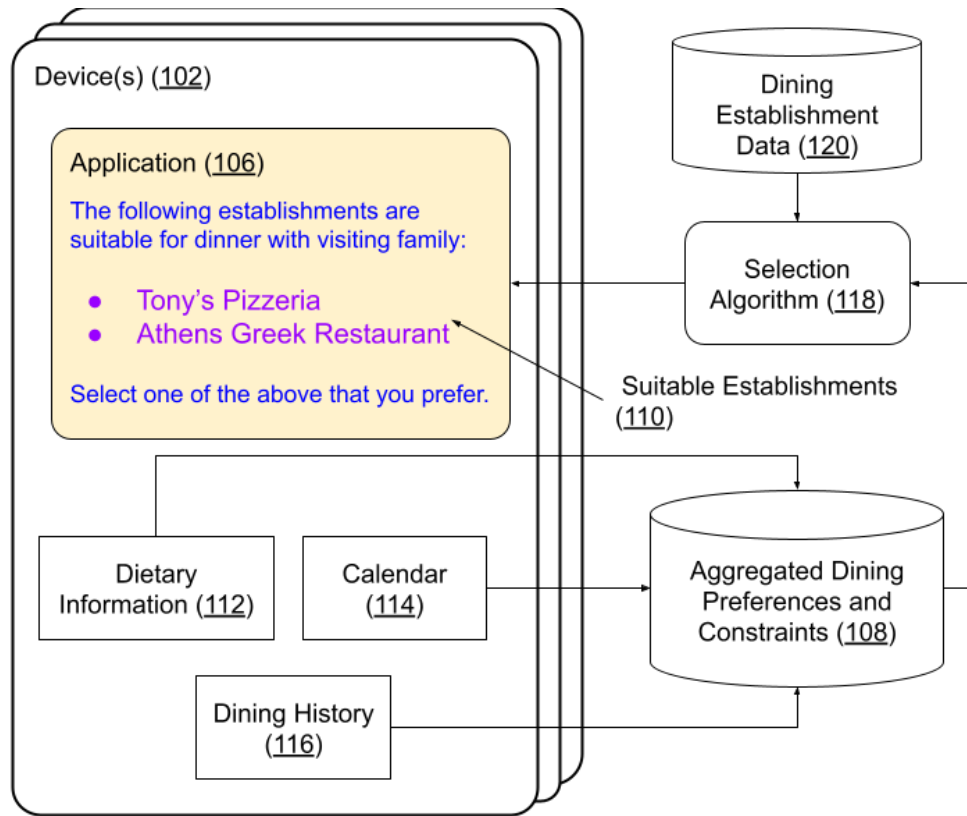 Device(s) (102)
Application (106)
The following establishments are
suitable for dinner with visiting family:
● Tony's Pizzeria
● Athens Greek Restaurant
Select one of the above that you prefer.
Dining
Establishment
Data (120)
Selection
Algorithm (118)
Suitable Establishments
(110)
Dietary
Information (112)
Calendar
(114)
Dining History
(116)
Aggregated Dining
Preferences and
Constraints (108)